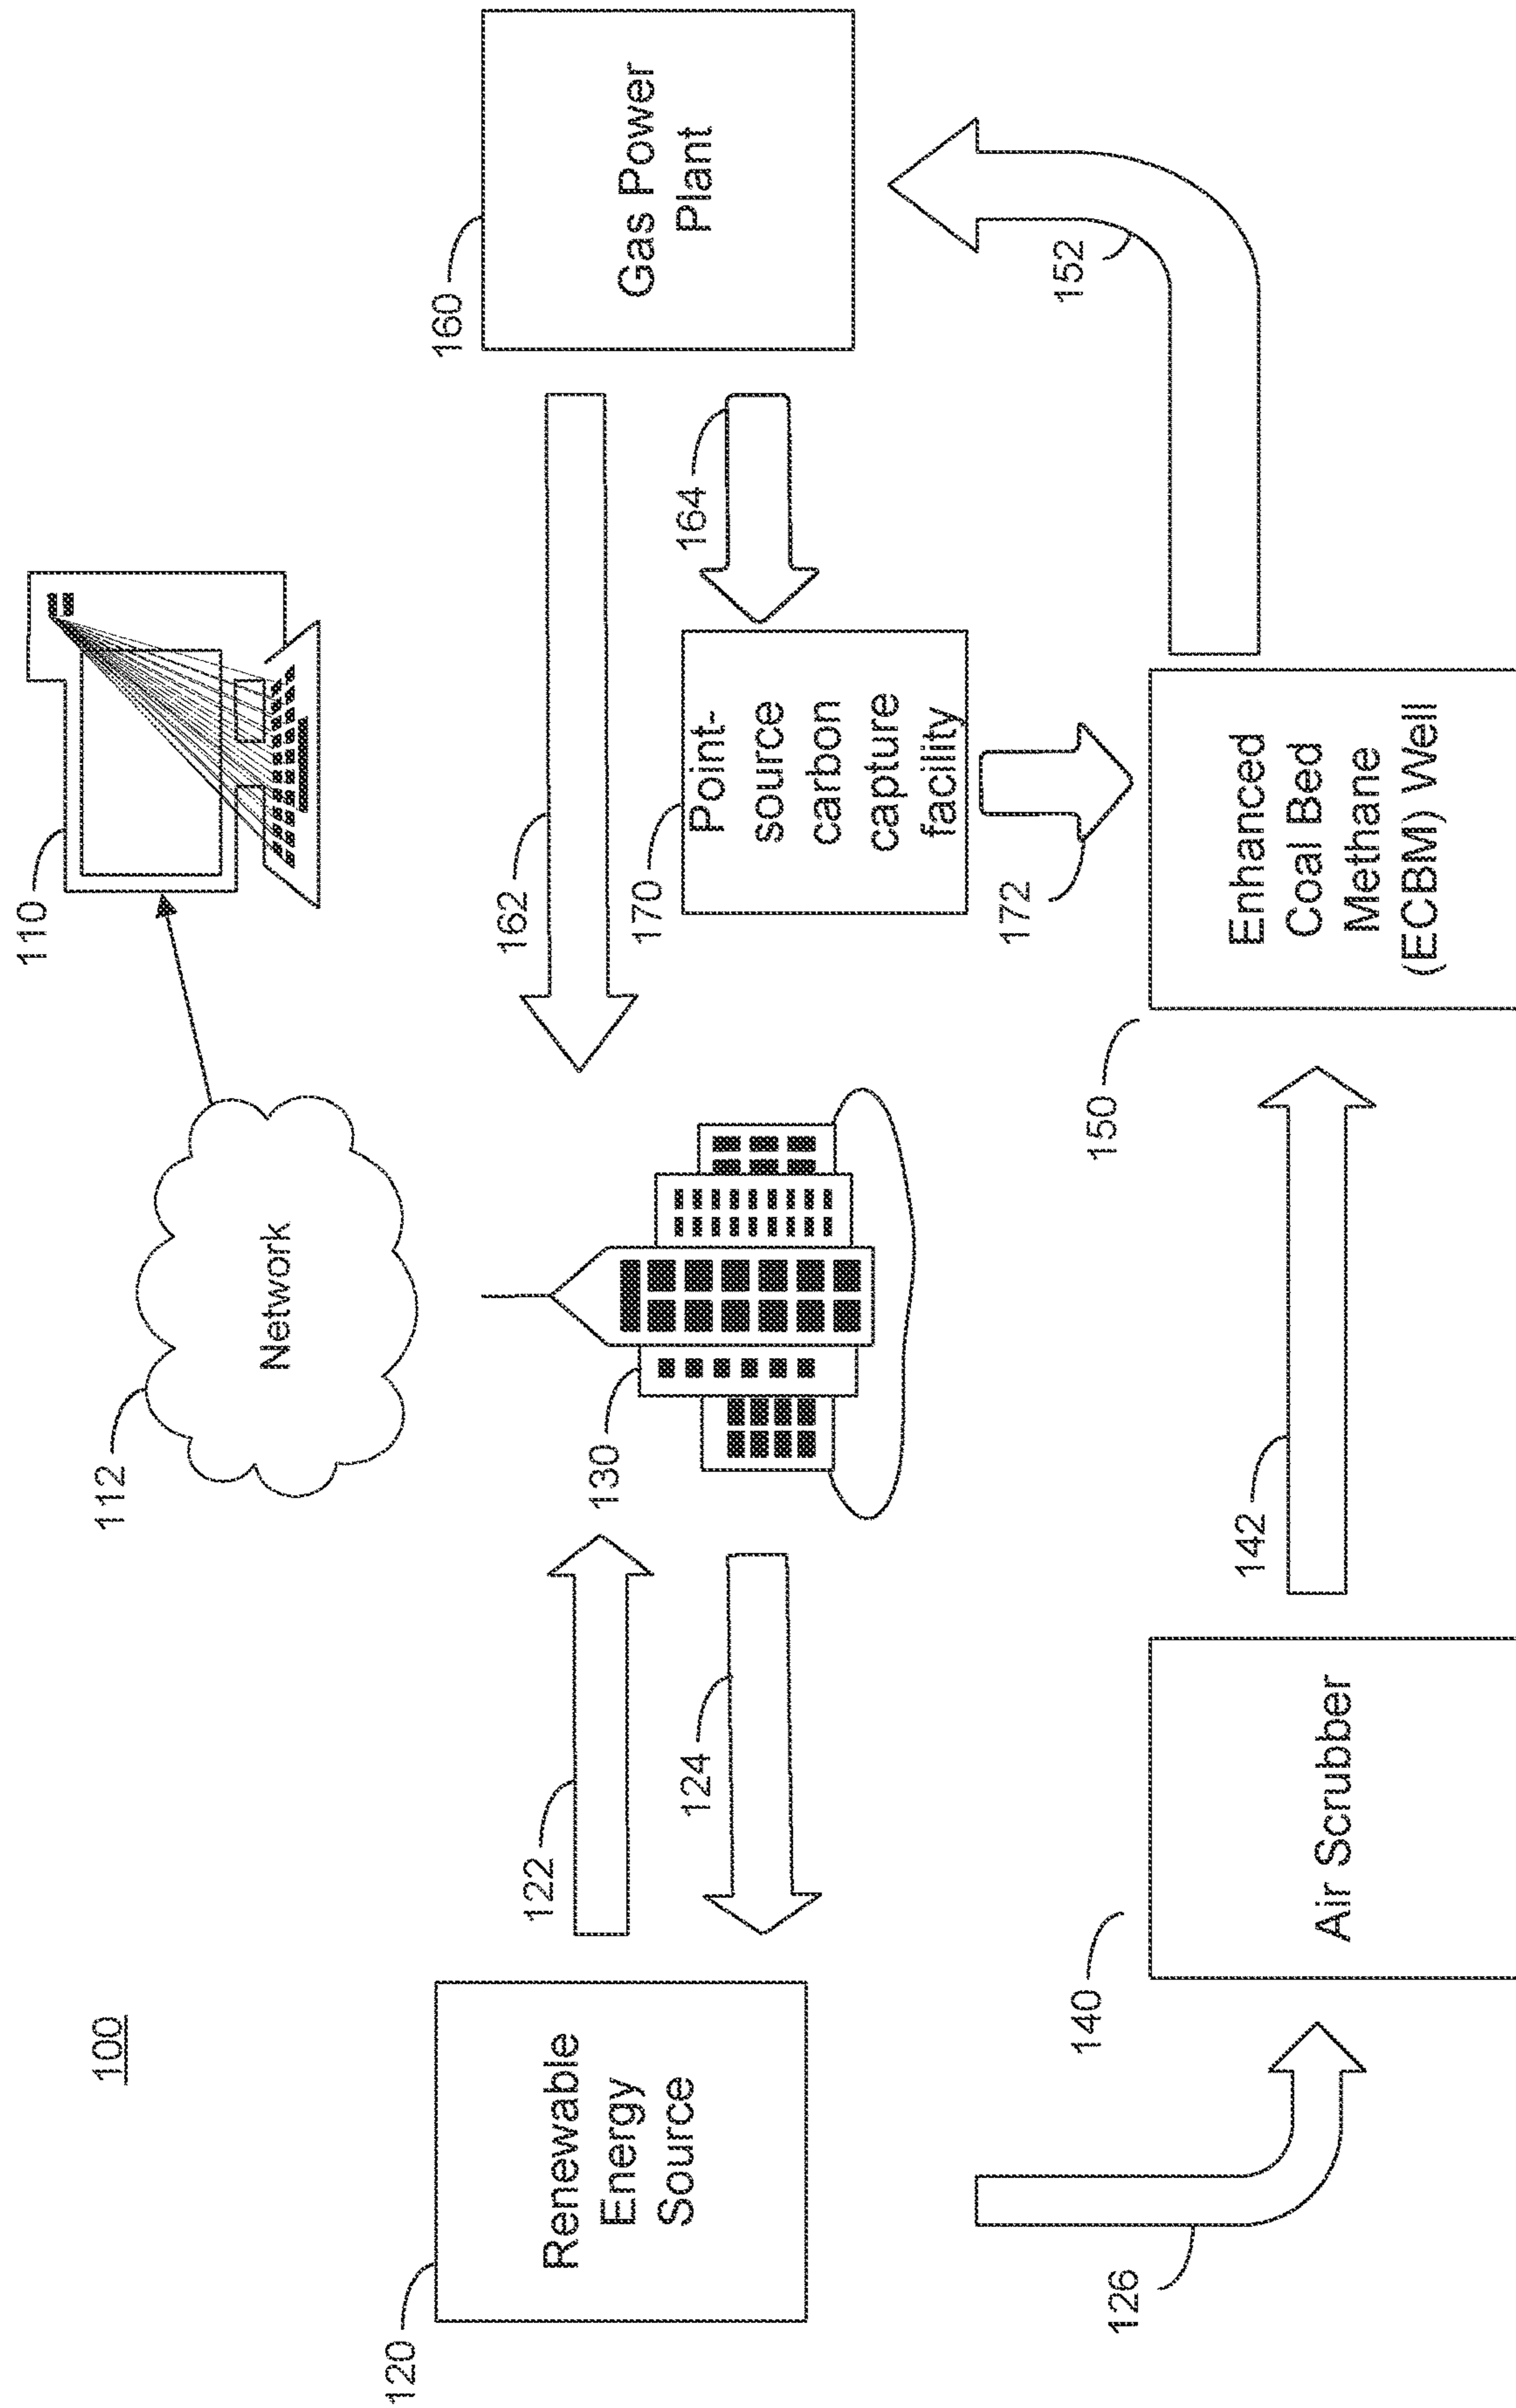 100
110
112
Network
120
Renewable
Energy
Source
122
124
130
162
160
Gas Power
Plant
164
170
Point-
source
carbon
capture
facility
172
126
140
Air Scrubber
142
150
Enhanced
Coal Bed
Methane
(ECBM) Well
152